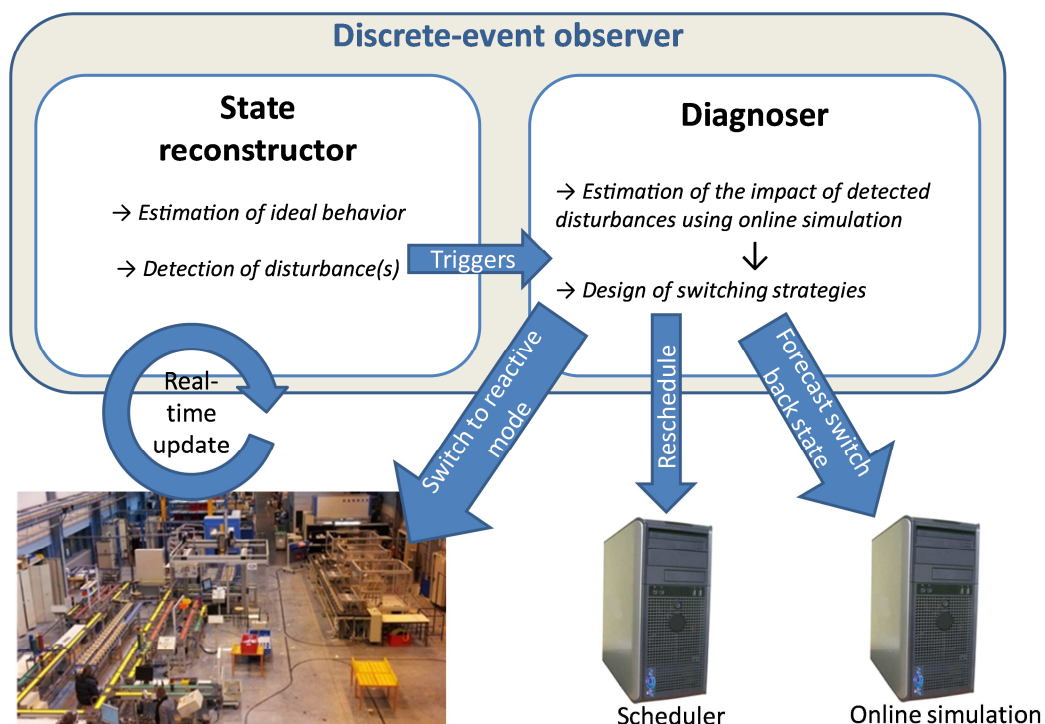 Discrete-event observer
State
reconstructor
→ Estimation of ideal behavior
→ Detection of disturbance(s)
Triggers
Diagnoser
→ Estimation of the impact of detected
disturbances using online simulation
↓
→ Design of switching strategies
Real-
time
update
Switch to reactive
mode
Reschedule
Forecast switch
back state
Scheduler
Online simulation